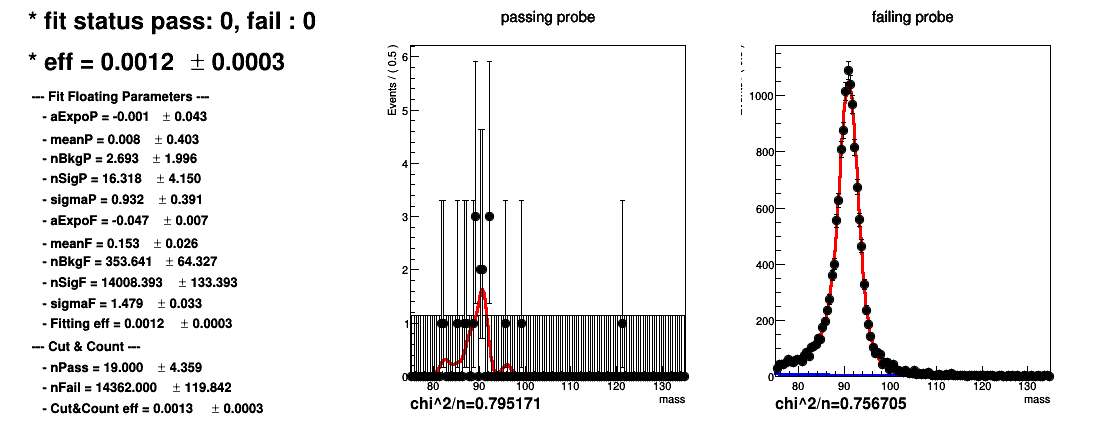 * fit status pass: 0, fail : 0
* eff = 0.0012 ± 0.0003
--- Fit Floating Parameters ---
- aExpoP = -0.001 ± 0.043
- meanP = 0.008 ± 0.403
- nBkgP = 2.693 ± 1.996
- nSigP = 16.318 ± 4.150
- sigmaP = 0.932 ± 0.391
- aExpoF = -0.047 ± 0.007
- meanF = 0.153 ± 0.026
- nBkgF = 353.641 ± 64.327
- nSigF = 14008.393 ± 133.393
- sigmaF = 1.479 ± 0.033
- Fitting eff = 0.0012 ± 0.0003
--- Cut & Count ---
- nPass = 19.000 ± 4.359
- nFail = 14362.000 ± 119.842
- Cut&Count eff = 0.0013 ± 0.0003
passing probe
Events / ( 0.5 )
6
5
4
3
2
1
0
80 90 100 110 120 130
mass
chi^2/n=0.795171
failing probe
1000
800
600
400
200
0
80 90 100 110 120 130
mass
chi^2/n=0.756705